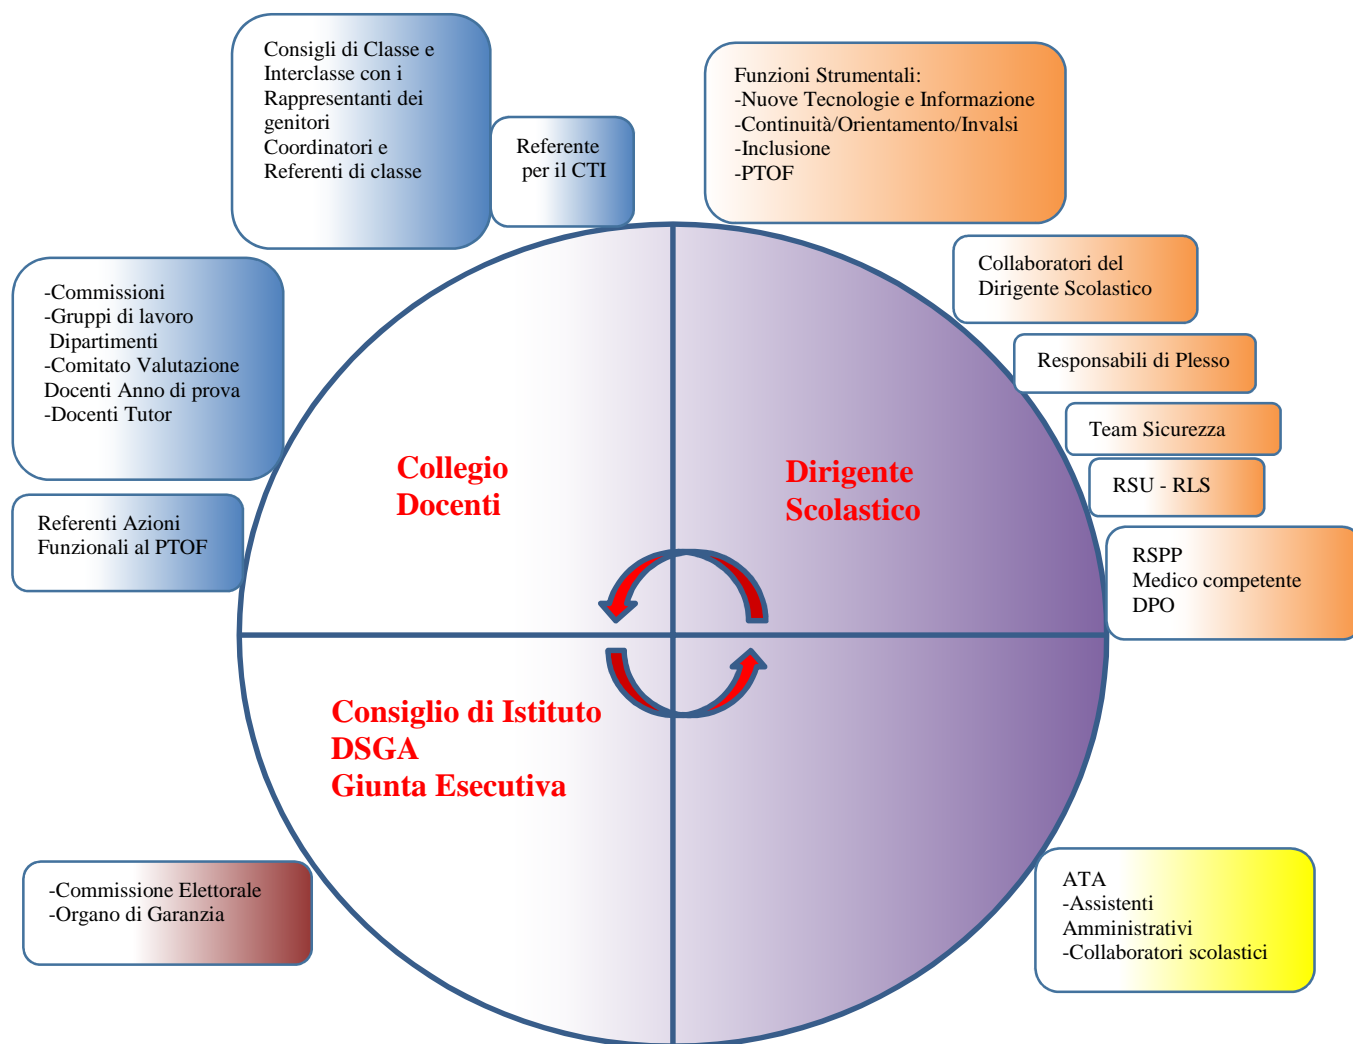 Consigli di Classe e
Interclasse con i
Rappresentanti dei
genitori
Coordinatori e
Referenti di classe
Referente
per il CTI
Funzioni Strumentali:
-Nuove Tecnologie e Informazione
-Continuità/Orientamento/Invalsi
-Inclusione
-PTOF
Collaboratori del
Dirigente Scolastico
-Commissioni
-Gruppi di lavoro
Dipartimenti
-Comitato Valutazione
Docenti Anno di prova
-Docenti Tutor
Responsabili di Plesso
Team Sicurezza
RSU - RLS
Collegio
Docenti
Dirigente
Scolastico
Referenti Azioni
Funzionali al PTOF
RSPP
Medico competente
DPO
Consiglio di Istituto
DSGA
Giunta Esecutiva
-Commissione Elettorale
-Organo di Garanzia
ATA
-Assistenti
Amministrativi
-Collaboratori scolastici